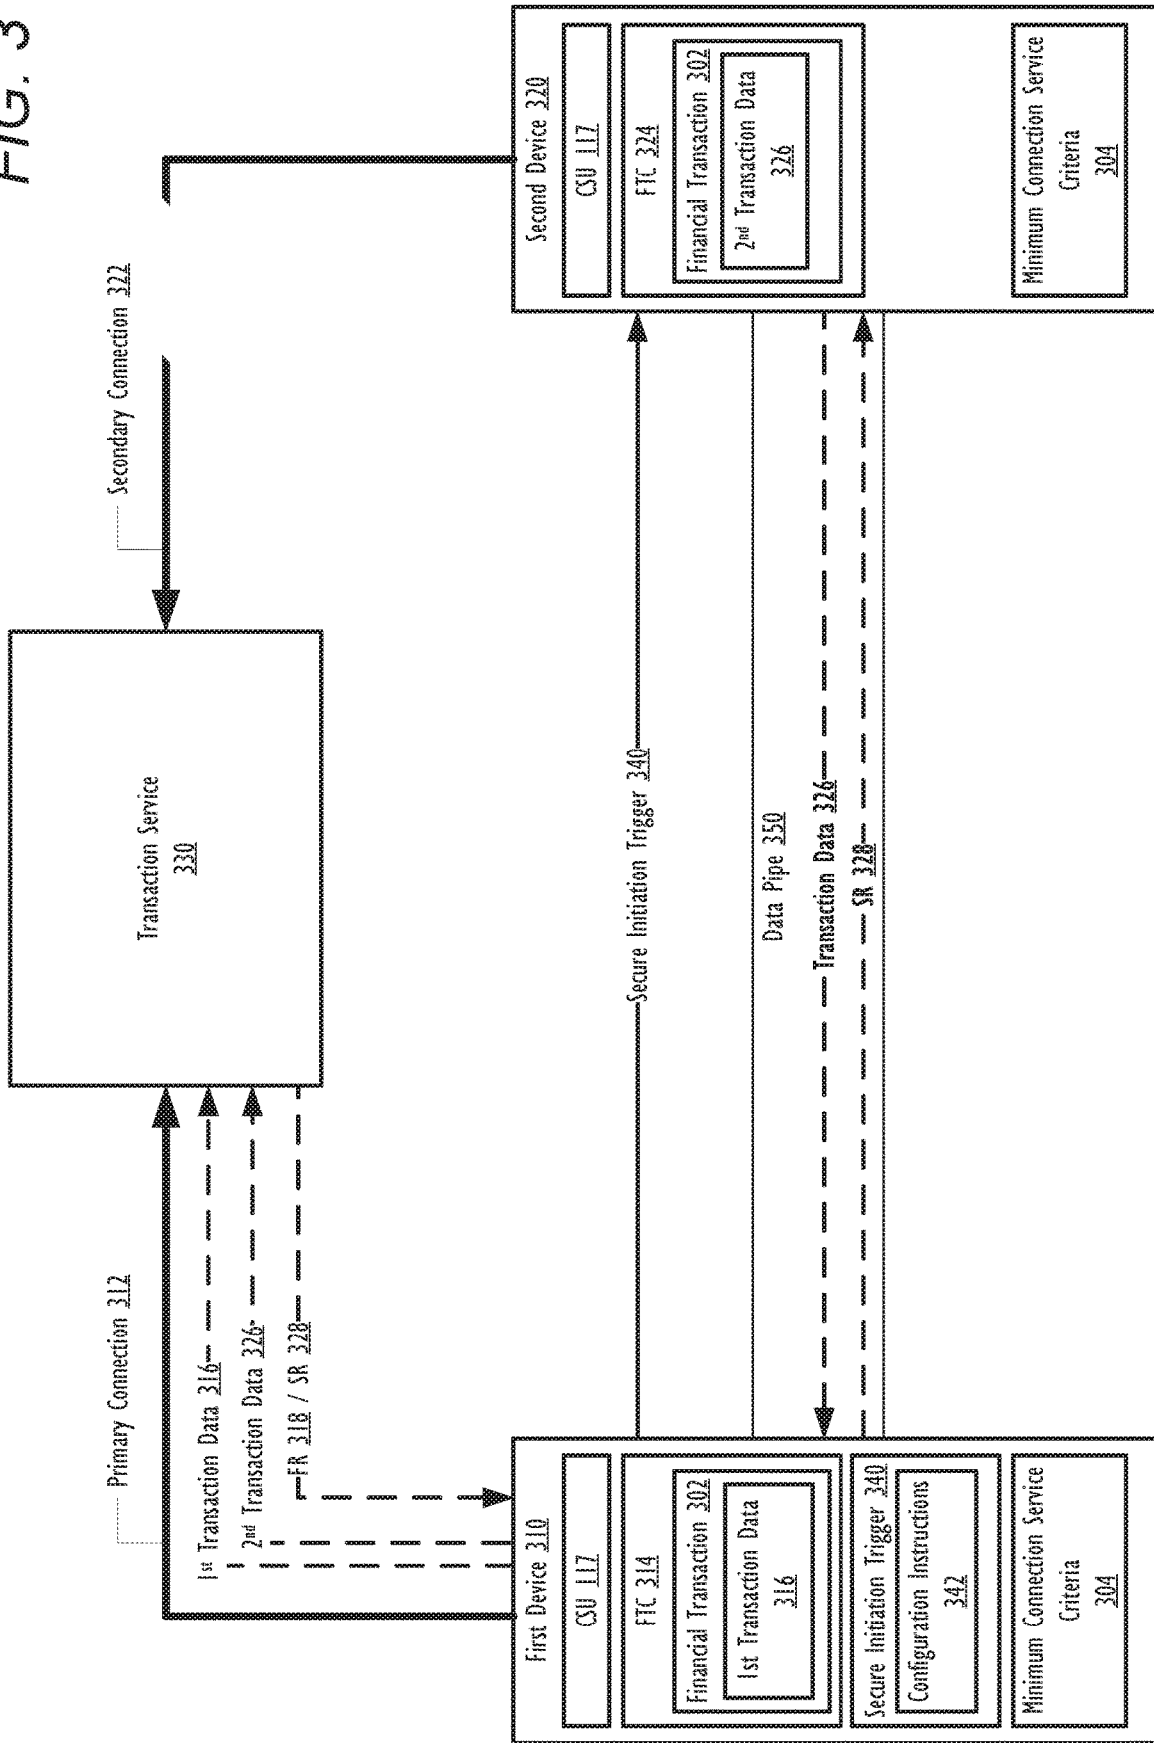 FIG. 3
Transaction Service
330
Primary Connection 312
Secondary Connection 322
1st Transaction Data 316
2nd Transaction Data 326
FR 318 / SR 328
First Device 310
CSU 117
FTC 314
Financial Transaction 302
1st Transaction Data
316
Secure Initiation Trigger 340
Configuration Instructions
342
Minimum Connection Service
Criteria
304
Secure Initiation Trigger 340
Data Pipe 350
Transaction Data 326
SR 328
Second Device 320
CSU 117
FTC 324
Financial Transaction 302
2nd Transaction Data
326
Minimum Connection Service
Criteria
304